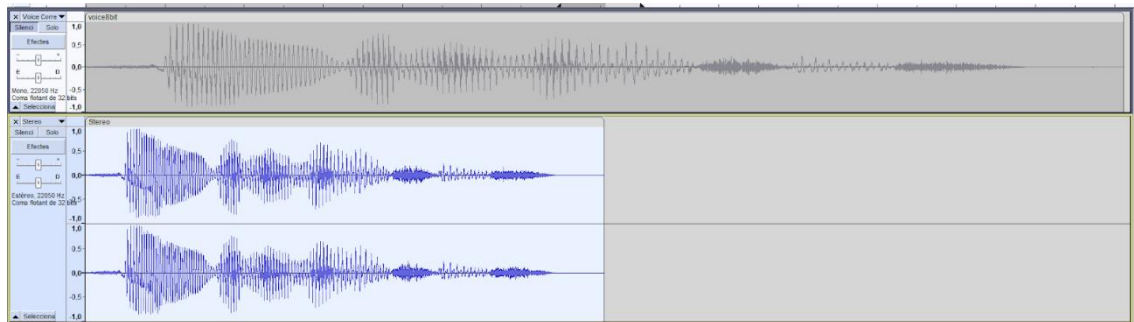 x Voice Corre ▼ voice8bit
Silenci Solo
Efectes
- +
E D
Mono, 22050 Hz
Coma flotant de 32 bits
▲ Selecciona
1,0
0,5
0,0
-0,5
-1,0
x Stereo ▼ Stereo
Silenci Solo
Efectes
- +
E D
Estéreo, 22050 Hz
Coma flotant de 32 bits
▲ Selecciona
1,0
0,5
0,0
-0,5
-1,0
1,0
0,5
0,0
-0,5
-1,0